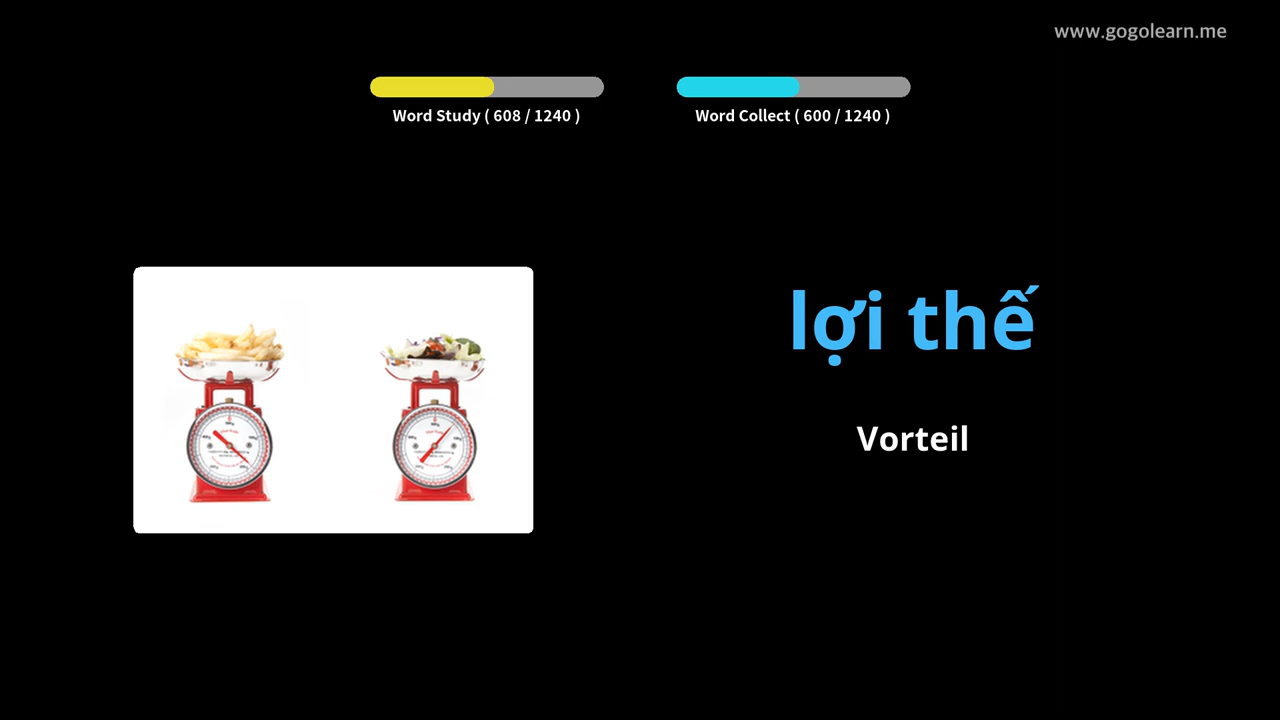 www.gogolearn.me
Word Study ( 608 / 1240 )
Word Collect ( 600 / 1240 )
lợi thế
Vorteil